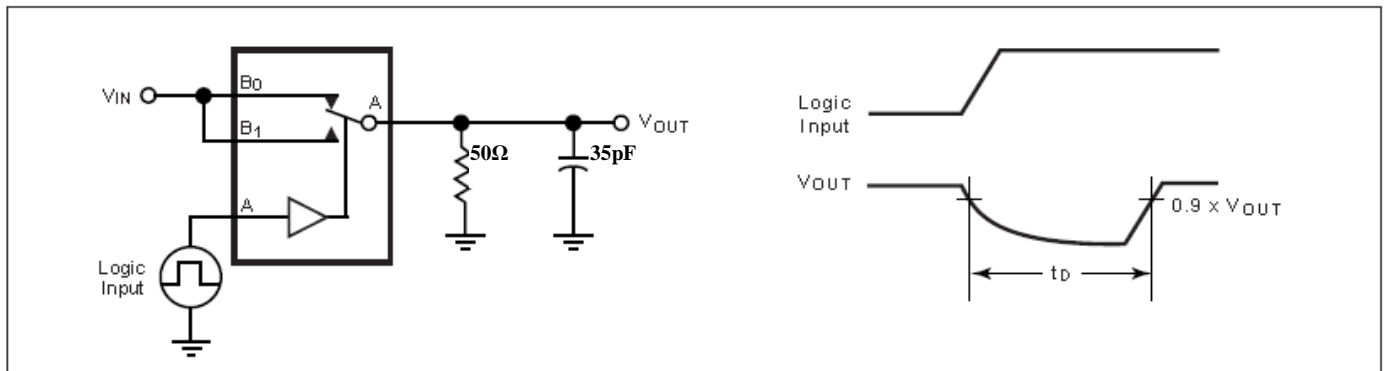 VIN
B0
B1
A
A
50Ω
35pF
VOUT
Logic
Input
Logic
Input
VOUT
0.9 x VOUT
tD